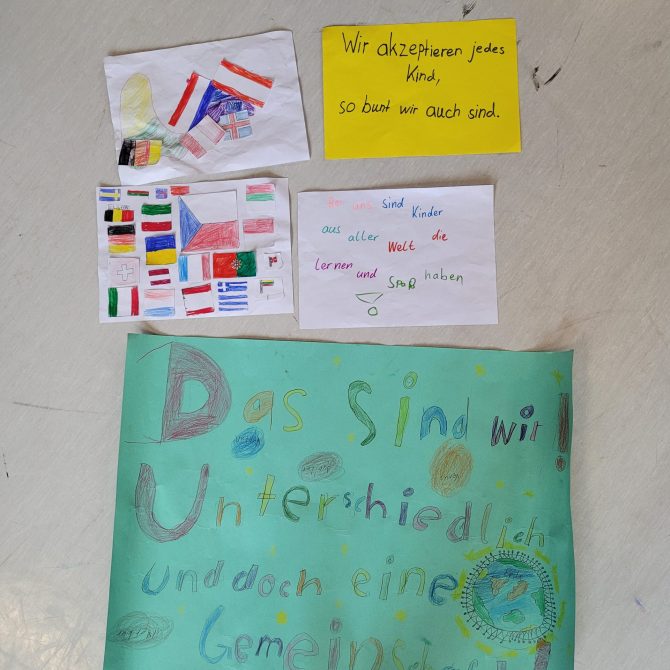 Wir akzeptieren jedes
Kind,
so bunt wir auch sind.
Bei uns sind Kinder
aus aller Welt die
Lernen und Spaß haben
!
Das Sind wir!
Unterschiedlich
und doch eine
Gemeinschaft!